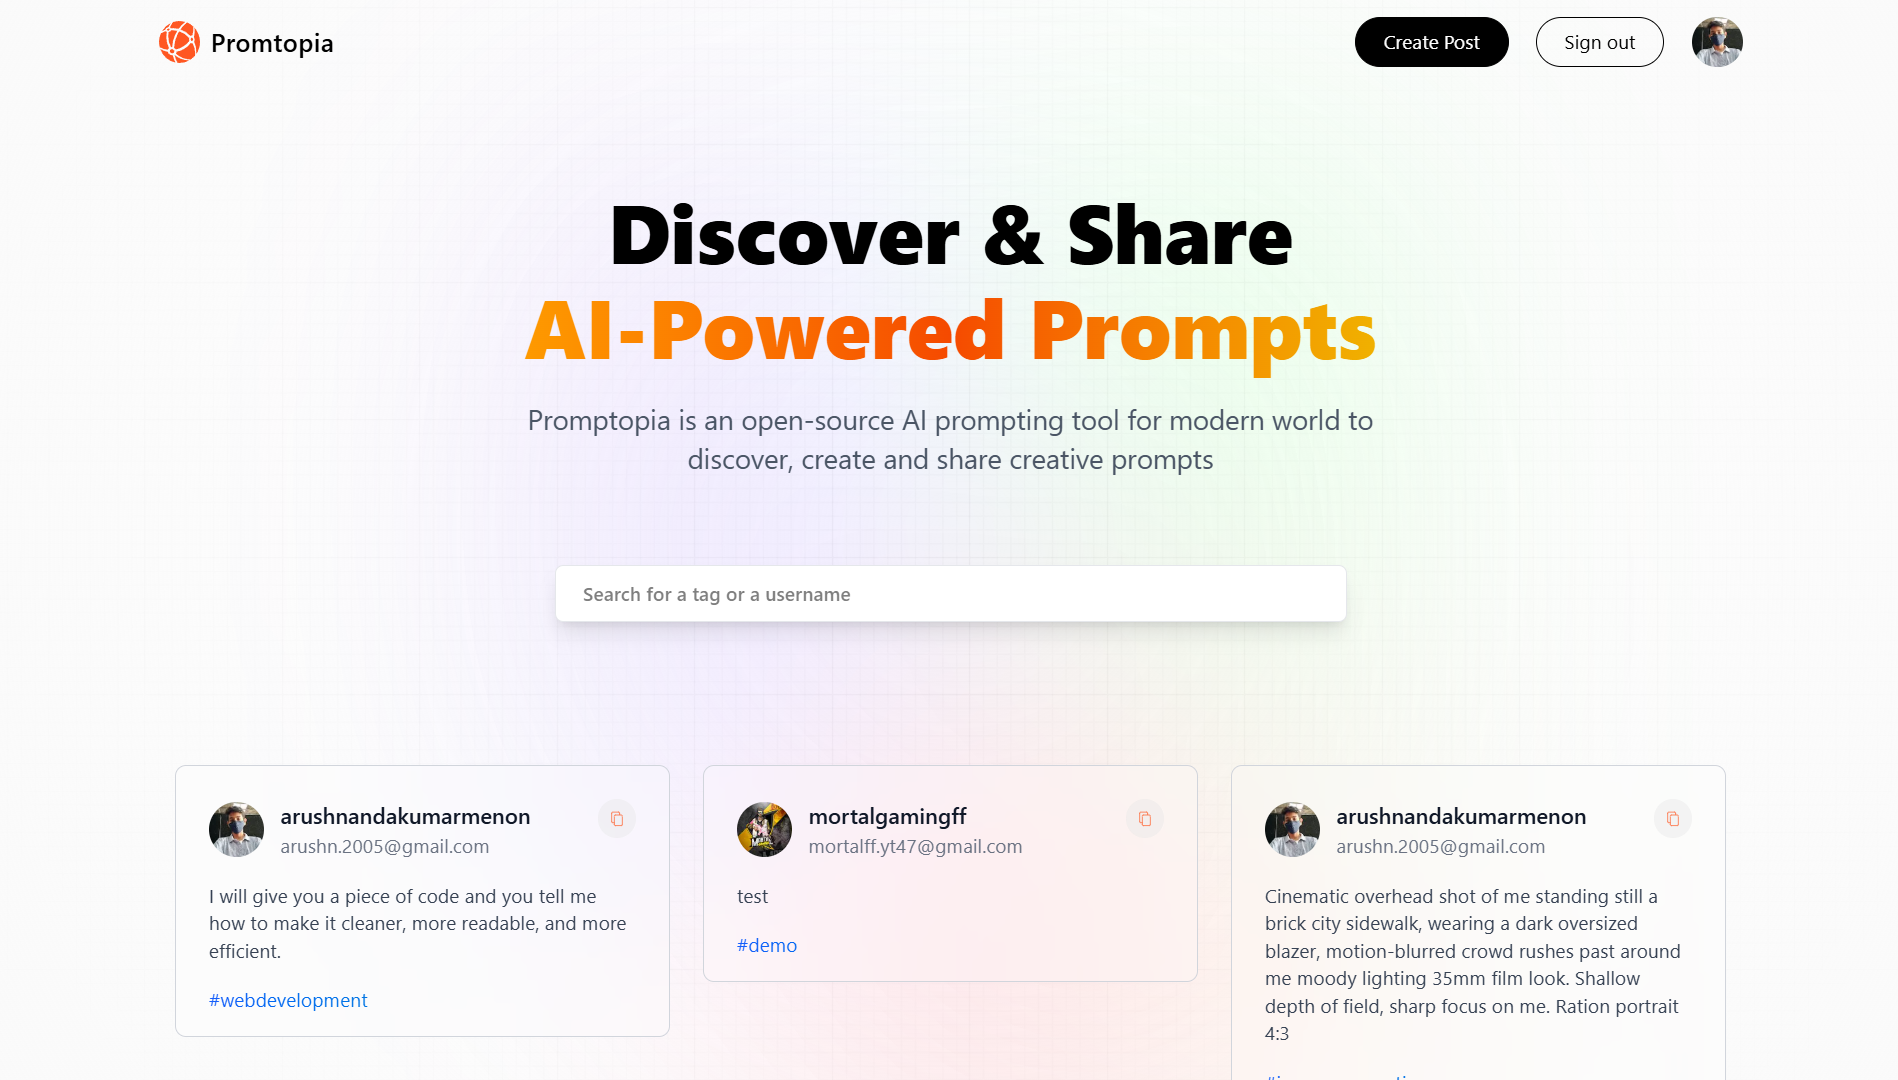 Promtopia
Create Post
Sign out
Discover & Share
AI-Powered Prompts
Promptopia is an open-source AI prompting tool for modern world to
discover, create and share creative prompts
Search for a tag or a username
arushnandakumarmenon
arushn.2005@gmail.com
I will give you a piece of code and you tell me
how to make it cleaner, more readable, and more
efficient.
#webdevelopment
mortalgamingff
mortalff.yt47@gmail.com
test
#demo
arushnandakumarmenon
arushn.2005@gmail.com
Cinematic overhead shot of me standing still a
brick city sidewalk, wearing a dark oversized
blazer, motion-blurred crowd rushes past around
me moody lighting 35mm film look. Shallow
depth of field, sharp focus on me. Ration portrait
4:3